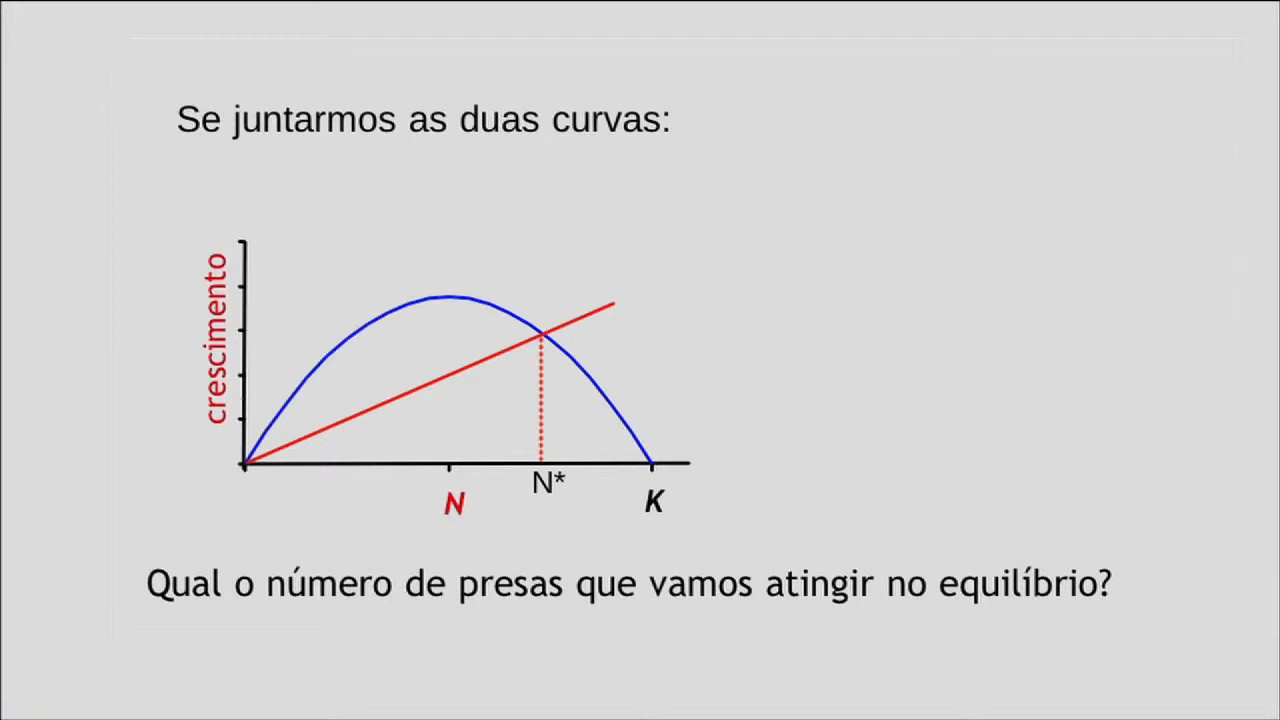 Se juntarmos as duas curvas:
crescimento
N*
N
K
Qual o número de presas que vamos atingir no equilíbrio?